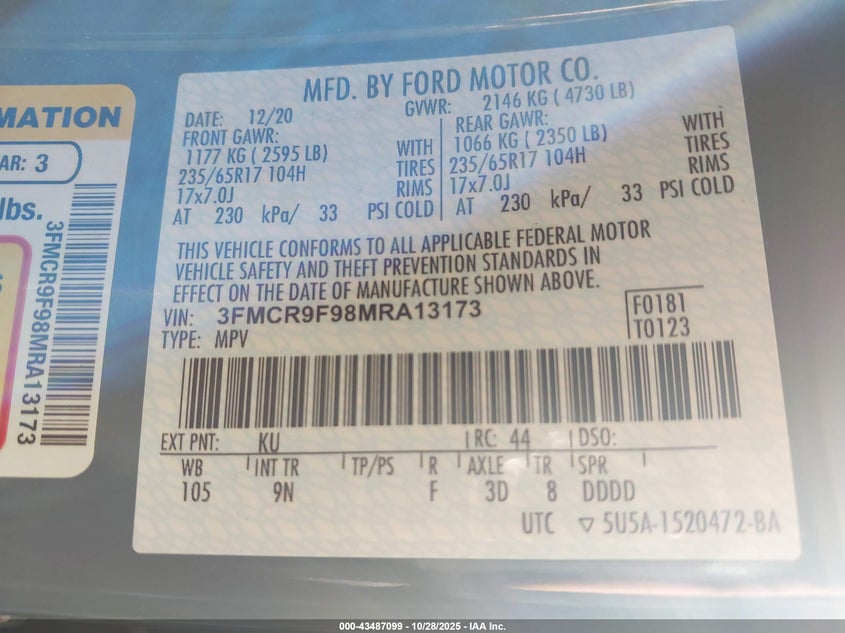 MATION
AR: 3
lbs.
3FMCR9F98MRA13173
MFD. BY FORD MOTOR CO.
DATE: 12/20 GVWR: 2146 KG ( 4730 LB)
FRONT GAWR: REAR GAWR:
1177 KG ( 2595 LB) WITH 1066 KG ( 2350 LB) WITH
235/65R17 104H TIRES 235/65R17 104H TIRES
17x7.0J RIMS 17x7.0J RIMS
AT 230 kPa/ 33 PSI COLD AT 230 kPa/ 33 PSI COLD
THIS VEHICLE CONFORMS TO ALL APPLICABLE FEDERAL MOTOR
VEHICLE SAFETY AND THEFT PREVENTION STANDARDS IN
EFFECT ON THE DATE OF MANUFACTURE SHOWN ABOVE.
VIN: 3FMCR9F98MRA13173 F0181
TYPE: MPV T0123
EXT PNT: KU RC: 44 DSO:
WB INT TR TP/PS R AXLE TR SPR
105 9N F 3D 8 DDDD
UTC ▽ 5U5A-1520472-BA
000-43487099 - 10/28/2025 - IAA Inc.